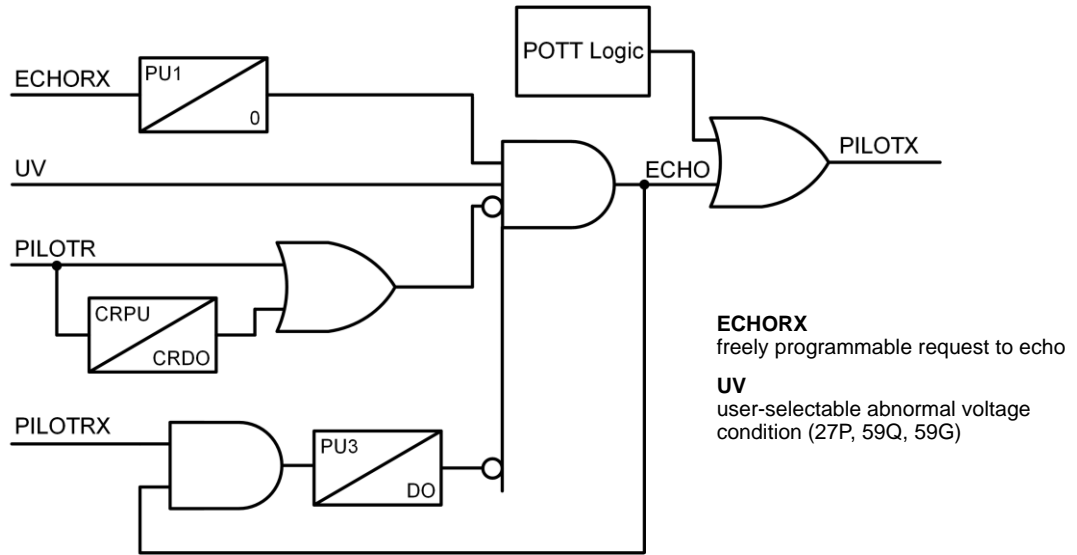 POTT Logic
ECHORX
PU1
0
PILOTX
UV
ECHO
PILOTR
CRPU
CRDO
ECHORX
freely programmable request to echo
UV
user-selectable abnormal voltage
condition (27P, 59Q, 59G)
PILOTRX
PU3
DO